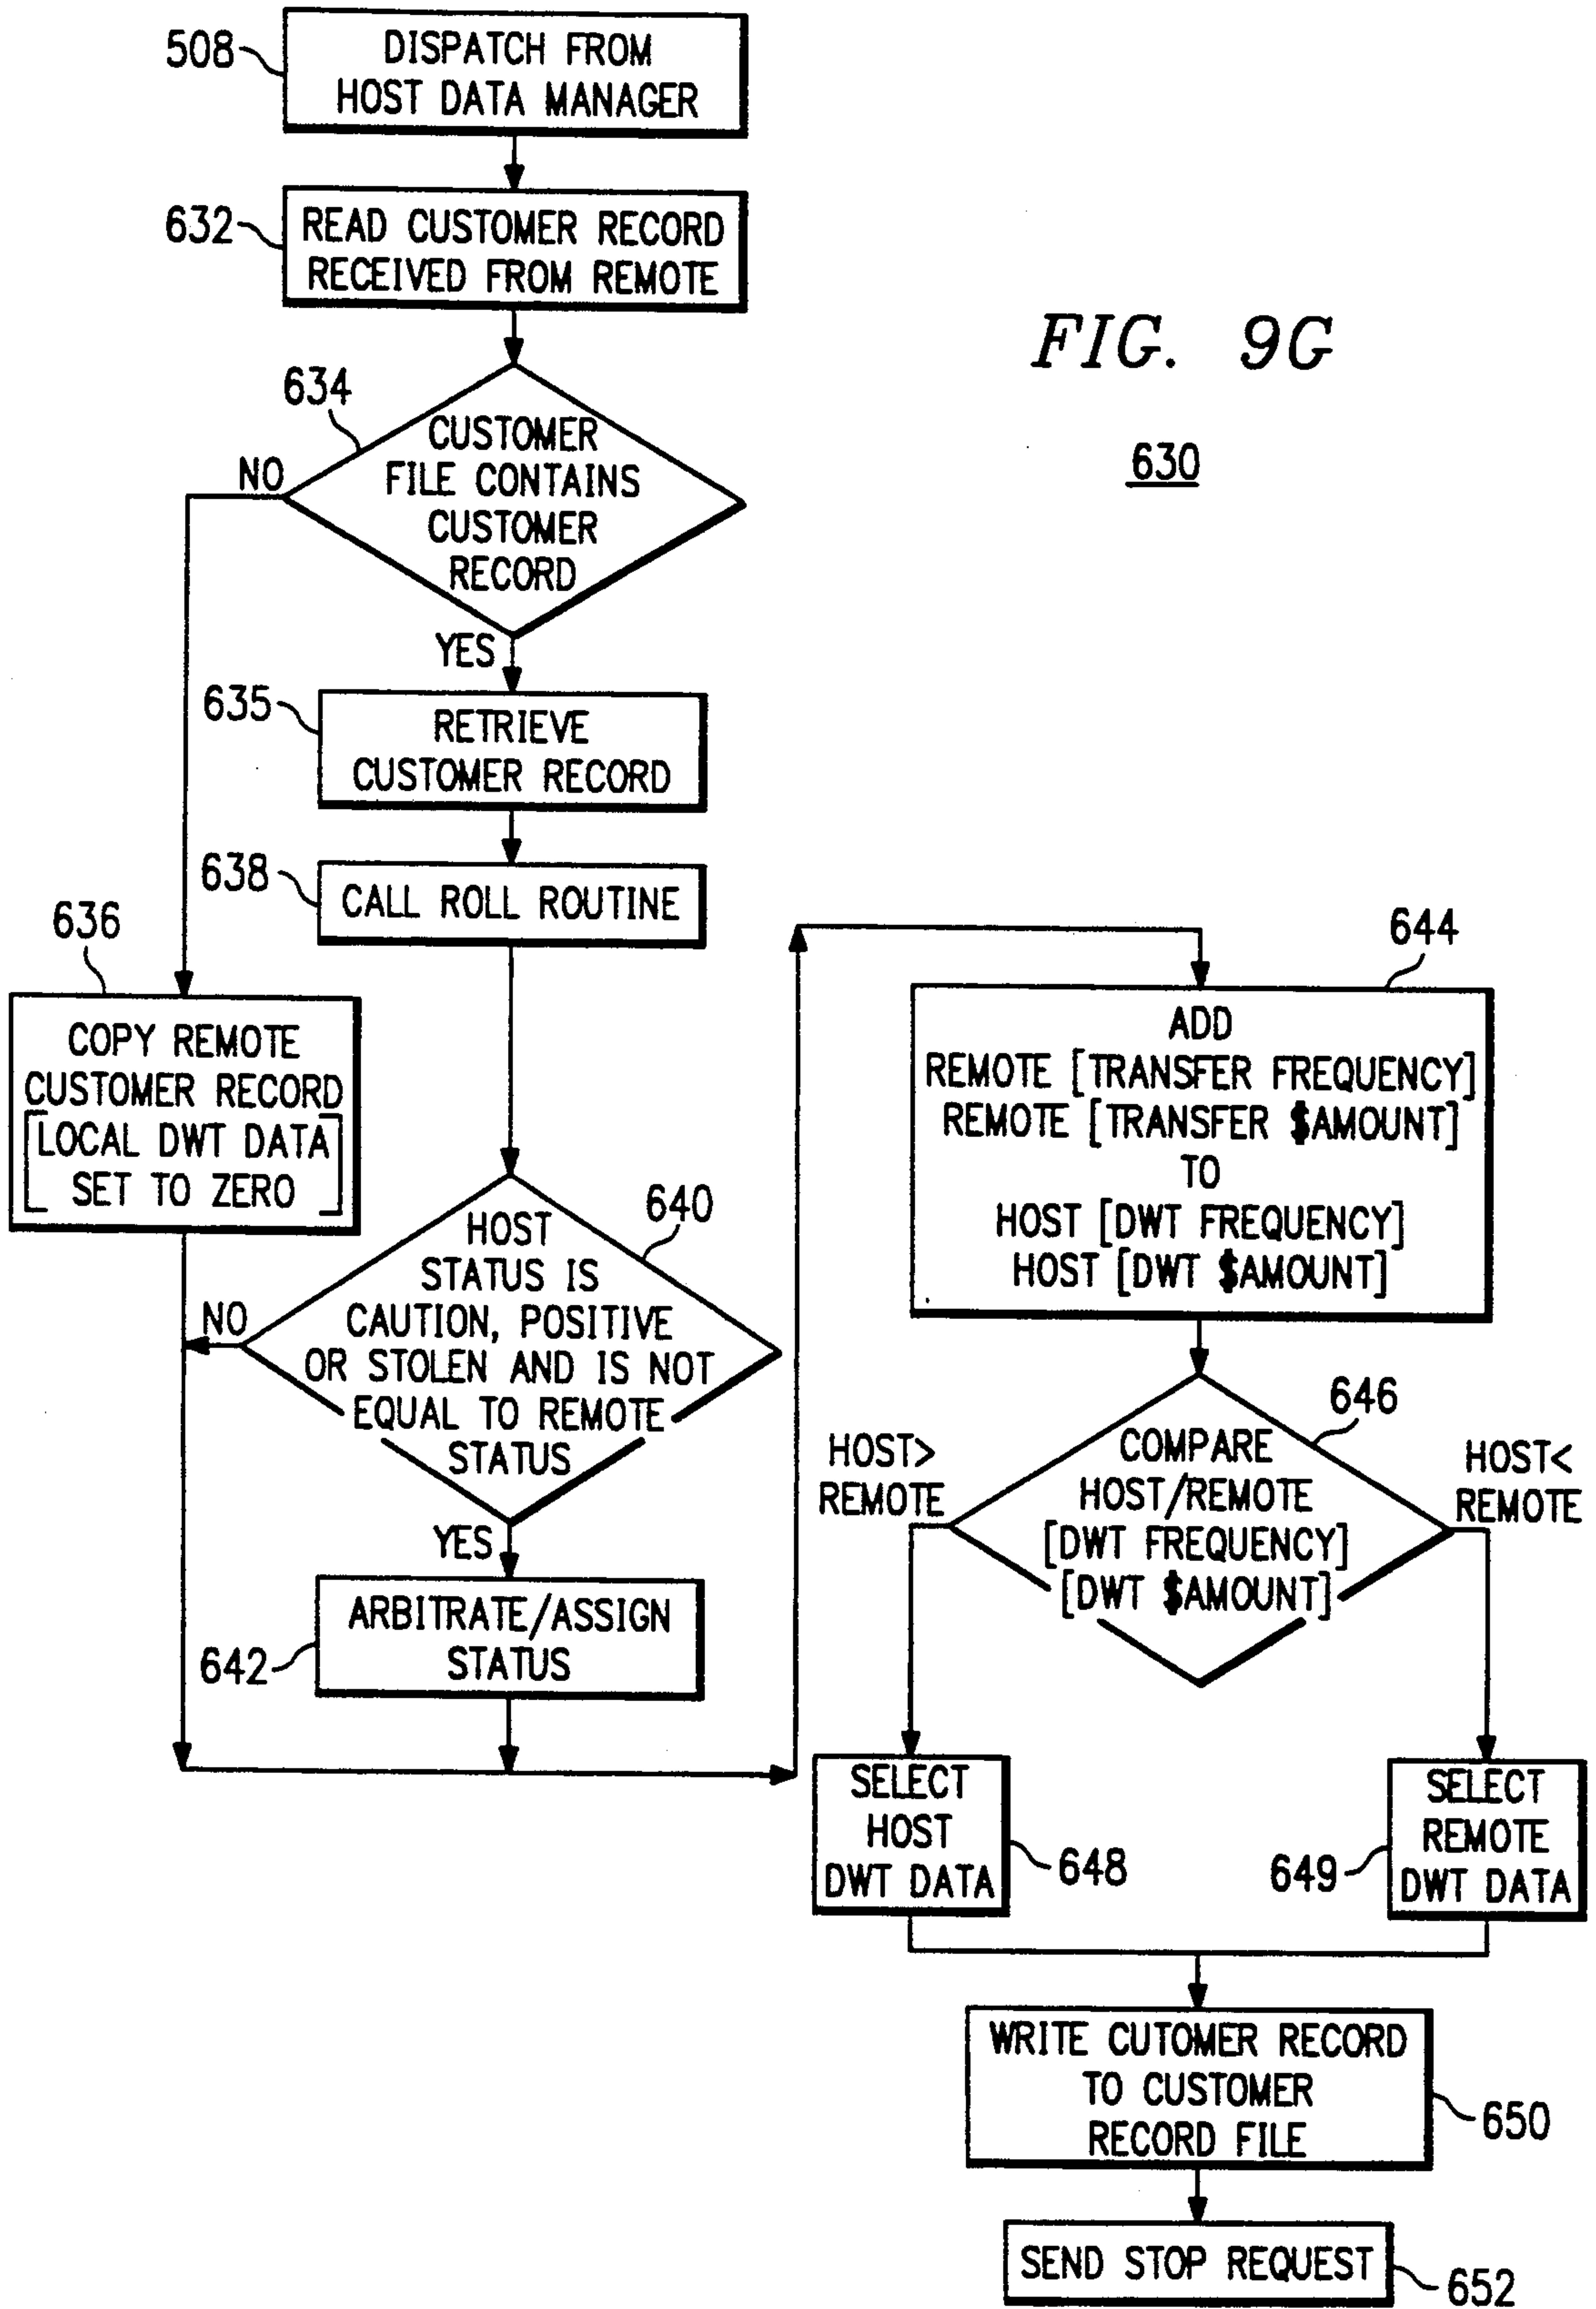 508
DISPATCH FROM
HOST DATA MANAGER
632
READ CUSTOMER RECORD
RECEIVED FROM REMOTE
FIG. 9G
630
634
CUSTOMER
FILE CONTAINS
CUSTOMER
RECORD
NO
YES
635
RETRIEVE
CUSTOMER RECORD
638
CALL ROLL ROUTINE
636
COPY REMOTE
CUSTOMER RECORD
[LOCAL DWT DATA
SET TO ZERO]
640
HOST
STATUS IS
CAUTION, POSITIVE
OR STOLEN AND IS NOT
EQUAL TO REMOTE
STATUS
NO
YES
642
ARBITRATE/ASSIGN
STATUS
644
ADD
REMOTE [TRANSFER FREQUENCY]
REMOTE [TRANSFER $AMOUNT]
TO
HOST [DWT FREQUENCY]
HOST [DWT $AMOUNT]
646
COMPARE
HOST/REMOTE
[DWT FREQUENCY]
[DWT $AMOUNT]
HOST>
REMOTE
HOST<
REMOTE
SELECT
HOST
DWT DATA
648
649
SELECT
REMOTE
DWT DATA
WRITE CUTOMER RECORD
TO CUSTOMER
RECORD FILE
650
SEND STOP REQUEST
652